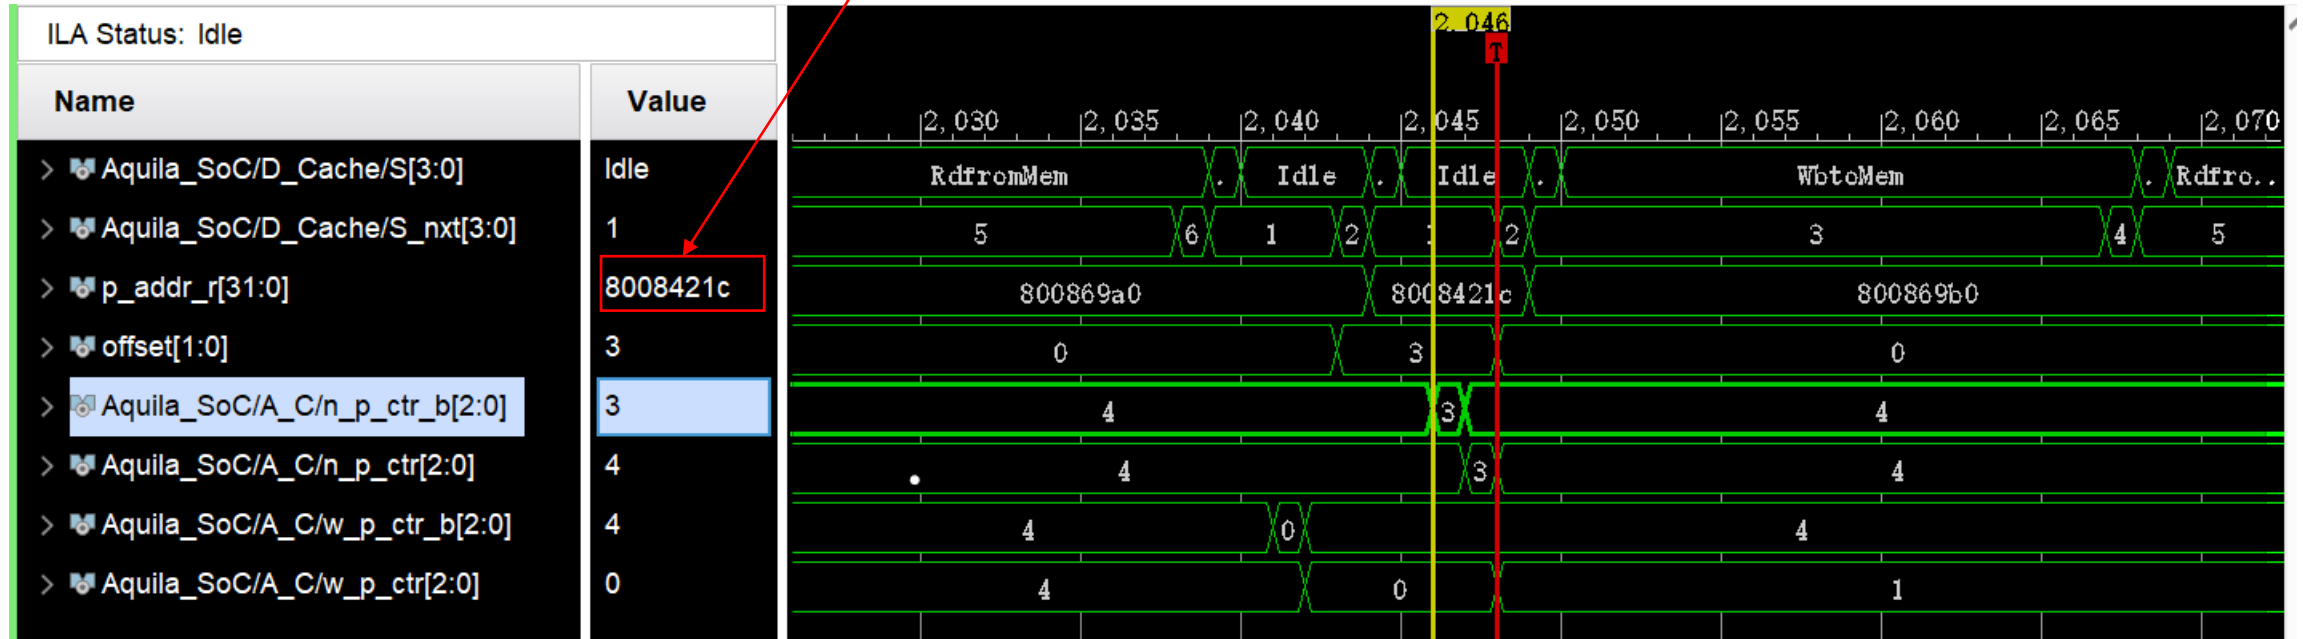 ILA Status: Idle
2,046
T
Name Value
2,030 2,035 2,040 2,045 2,050 2,055 2,060 2,065 2,070
Aquila_SoC/D_Cache/S[3:0] Idle RdfromMem . Idle . Idle . WbtoMem . Rdfro..
Aquila_SoC/D_Cache/S_nxt[3:0] 1 5 6 1 2 1 2 3 4 5
p_addr_r[31:0] 8008421c 800869a0 8008421c 800869b0
offset[1:0] 3 0 3 0
Aquila_SoC/A_C/n_p_ctr_b[2:0] 3 4 3 4
Aquila_SoC/A_C/n_p_ctr[2:0] 4 4 3 4
Aquila_SoC/A_C/w_p_ctr_b[2:0] 4 4 0 4
Aquila_SoC/A_C/w_p_ctr[2:0] 0 4 0 1